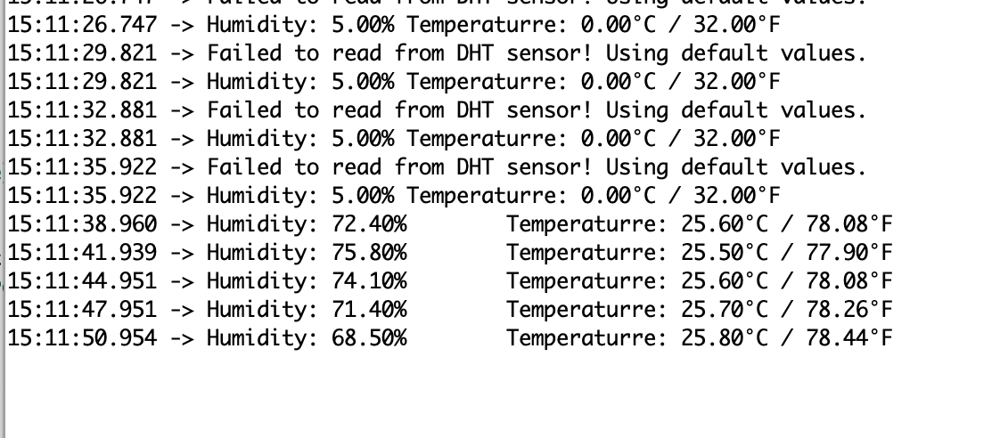 15:11:26.747 -> Failed to read from DHT sensor! Using default values.
15:11:26.747 -> Humidity: 5.00% Temperaturre: 0.00°C / 32.00°F
15:11:29.821 -> Failed to read from DHT sensor! Using default values.
15:11:29.821 -> Humidity: 5.00% Temperaturre: 0.00°C / 32.00°F
15:11:32.881 -> Failed to read from DHT sensor! Using default values.
15:11:32.881 -> Humidity: 5.00% Temperaturre: 0.00°C / 32.00°F
15:11:35.922 -> Failed to read from DHT sensor! Using default values.
15:11:35.922 -> Humidity: 5.00% Temperaturre: 0.00°C / 32.00°F
15:11:38.960 -> Humidity: 72.40%        Temperaturre: 25.60°C / 78.08°F
15:11:41.939 -> Humidity: 75.80%        Temperaturre: 25.50°C / 77.90°F
15:11:44.951 -> Humidity: 74.10%        Temperaturre: 25.60°C / 78.08°F
15:11:47.951 -> Humidity: 71.40%        Temperaturre: 25.70°C / 78.26°F
15:11:50.954 -> Humidity: 68.50%        Temperaturre: 25.80°C / 78.44°F